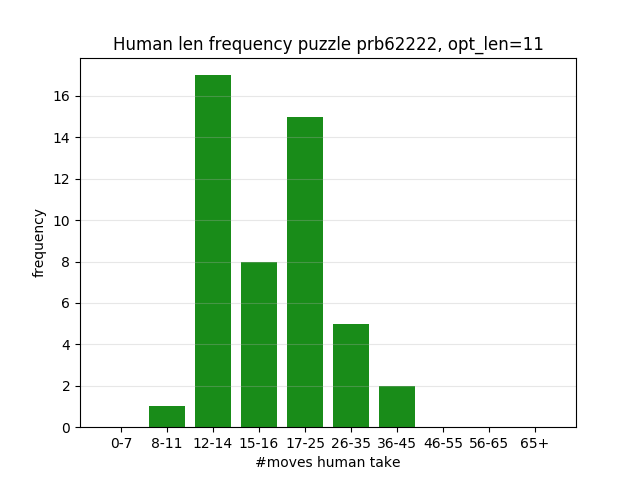 Human len frequency puzzle prb62222, opt_len=11
frequency
16
14
12
10
8
6
4
2
0
0-7 8-11 12-14 15-16 17-25 26-35 36-45 46-55 56-65 65+
#moves human take